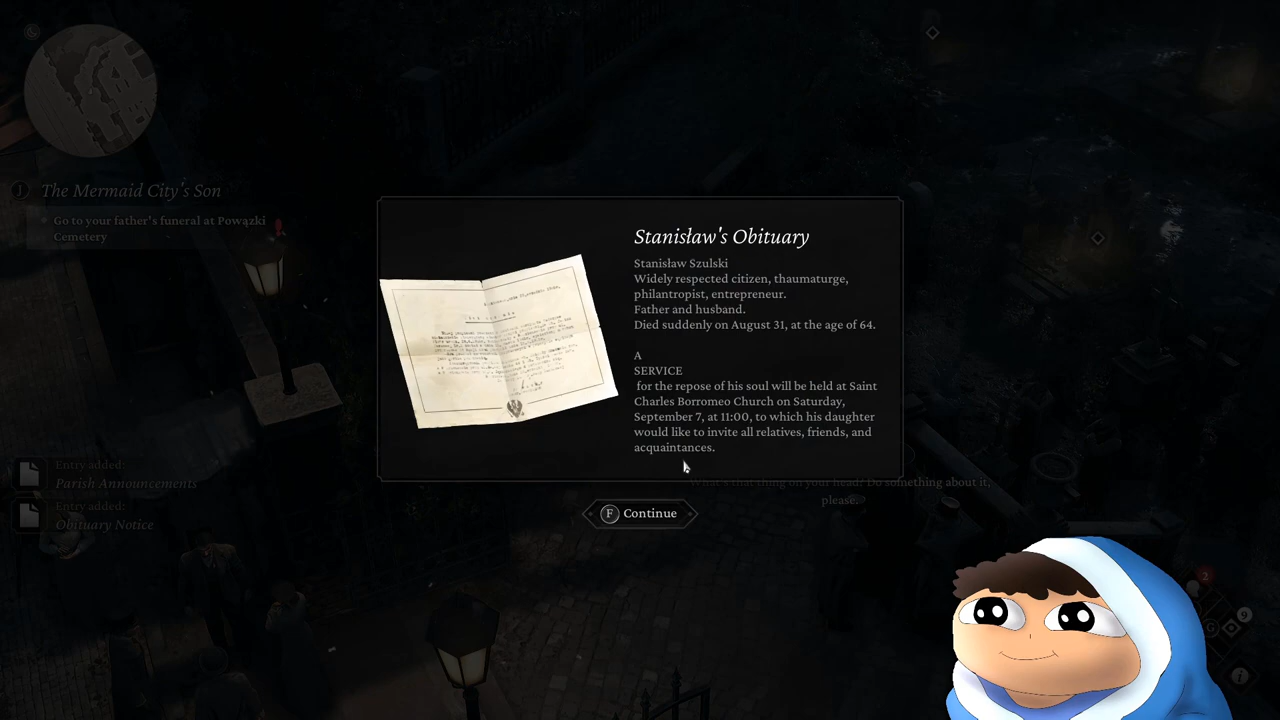 1 The Mermaid City's Son
Go to your father's funeral at Powązki
Cemetery
Stanisław's Obituary
Stanisław Szulski
Widely respected citizen, thaumaturge,
philantropist, entrepreneur.
Father and husband.
Died suddenly on August 31, at the age of 64.
A
SERVICE
for the repose of his soul will be held at Saint
Charles Borromeo Church on Saturday,
September 7, at 11:00, to which his daughter
would like to invite all relatives, friends, and
acquaintances.
Entry added:
Parish Announcements
Entry added:
Obituary Notice
What's that thing on your head? Do something about it,
please.
F Continue
2
9
G
i